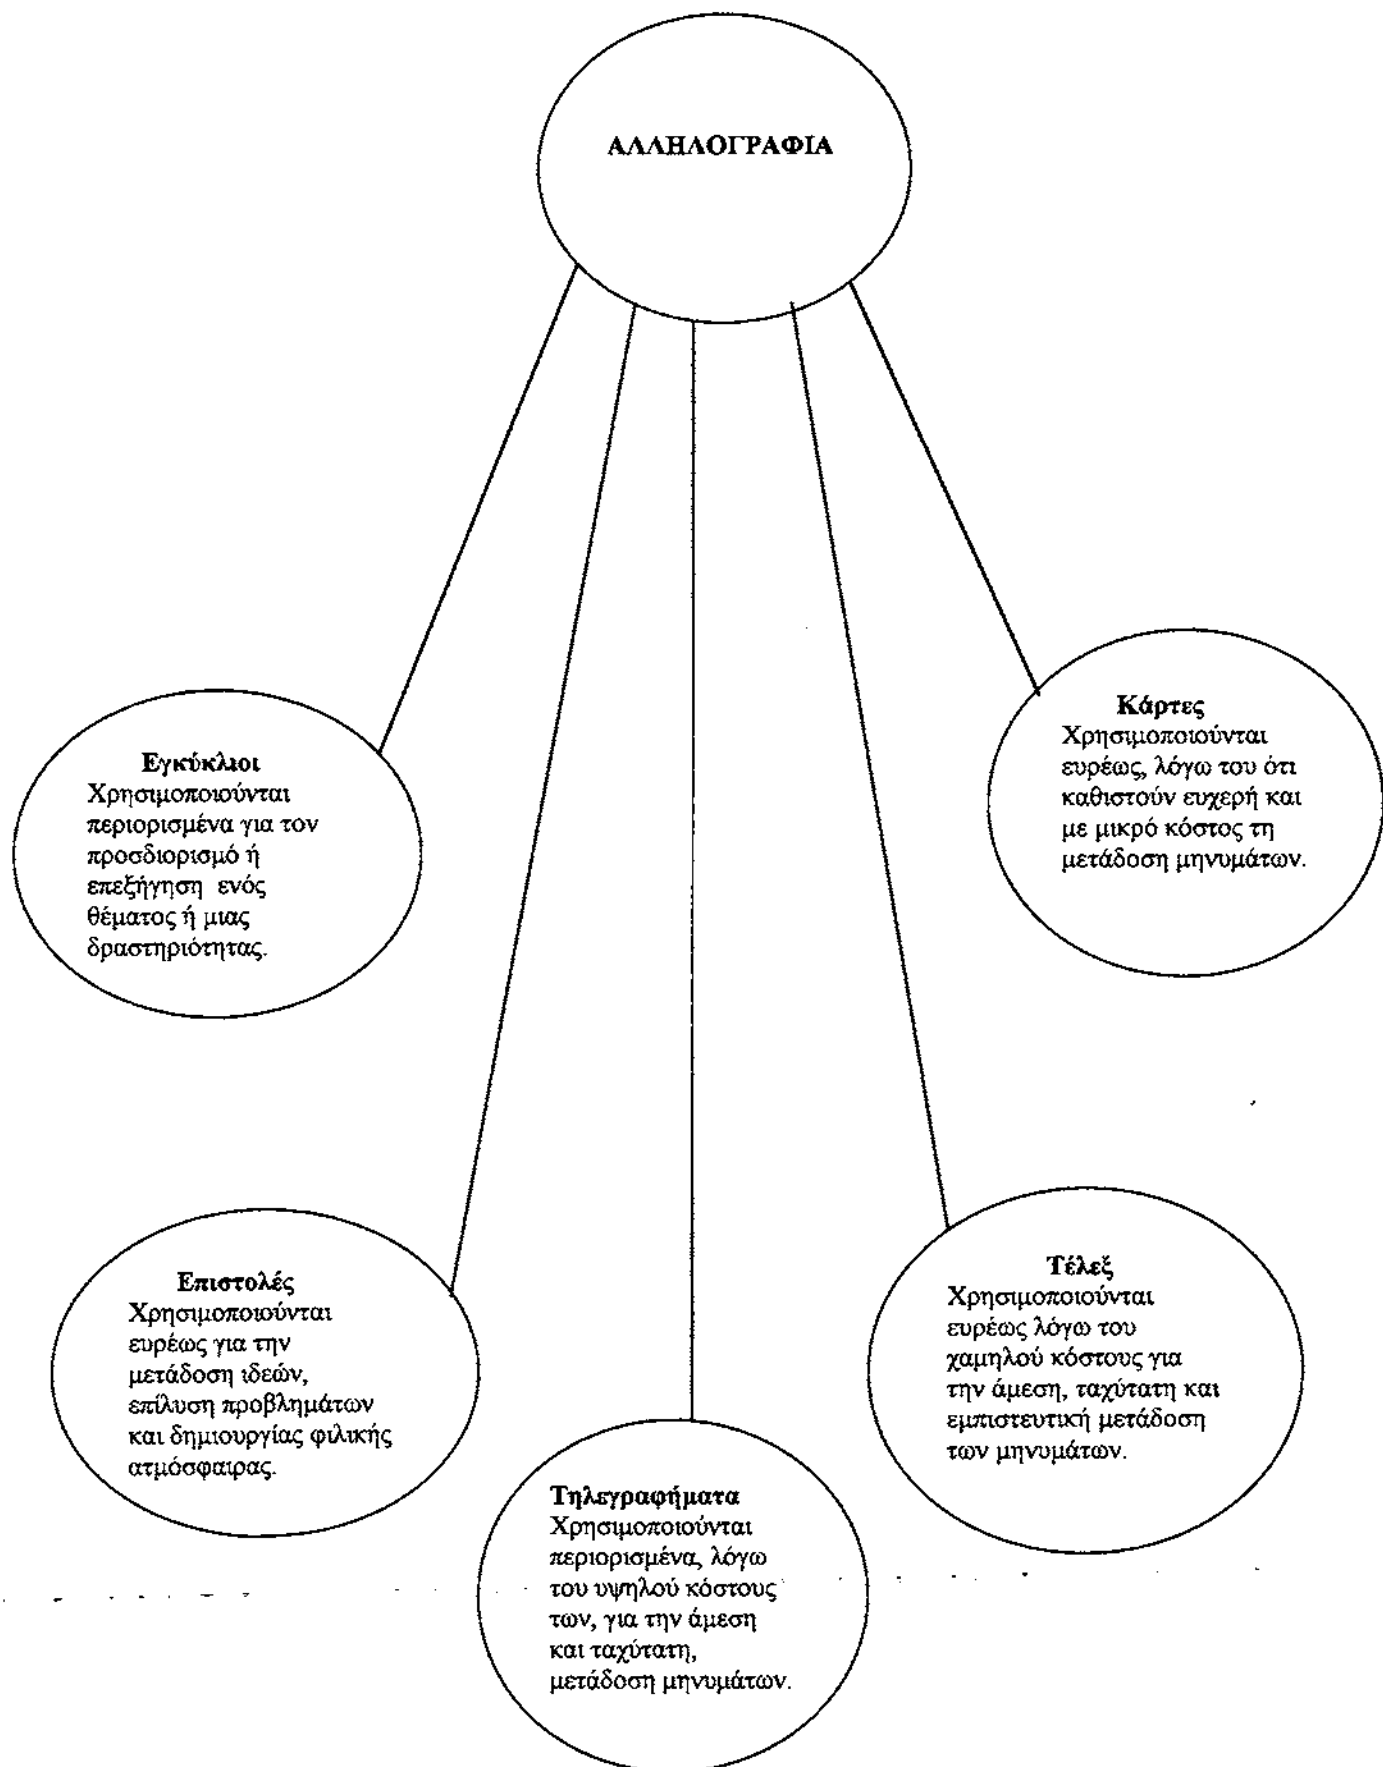 ΑΛΛΗΛΟΓΡΑΦΙΑ
Εγκύκλιοι
Χρησιμοποιούνται
περιορισμένα για τον
προσδιορισμό ή
επεξήγηση ενός
θέματος ή μιας
δραστηριότητας.
Κάρτες
Χρησιμοποιούνται
ευρέως, λόγω του ότι
καθιστούν ευχερή και
με μικρό κόστος τη
μετάδοση μηνυμάτων.
Επιστολές
Χρησιμοποιούνται
ευρέως για την
μετάδοση ιδεών,
επίλυση προβλημάτων
και δημιουργίας φιλικής
ατμόσφαιρας.
Τηλεγραφήματα
Χρησιμοποιούνται
περιορισμένα, λόγω
του υψηλού κόστους
των, για την άμεση
και ταχύτατη,
μετάδοση μηνυμάτων.
Τέλεξ
Χρησιμοποιούνται
ευρέως λόγω του
χαμηλού κόστους για
την άμεση, ταχύτατη και
εμπιστευτική μετάδοση
των μηνυμάτων.